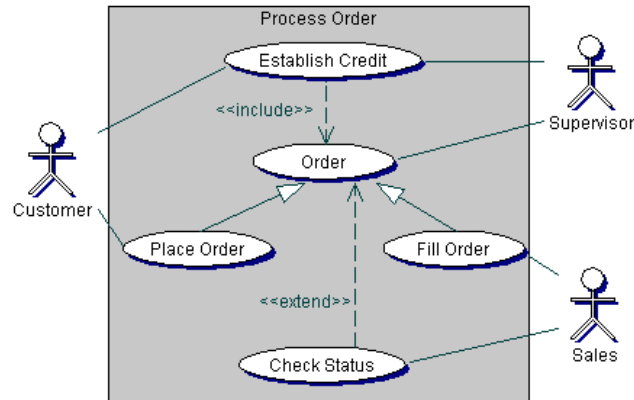 Process Order
Establish Credit
<<include>>
Supervisor
Order
Customer
Place Order
Fill Order
<<extend>>
Check Status
Sales